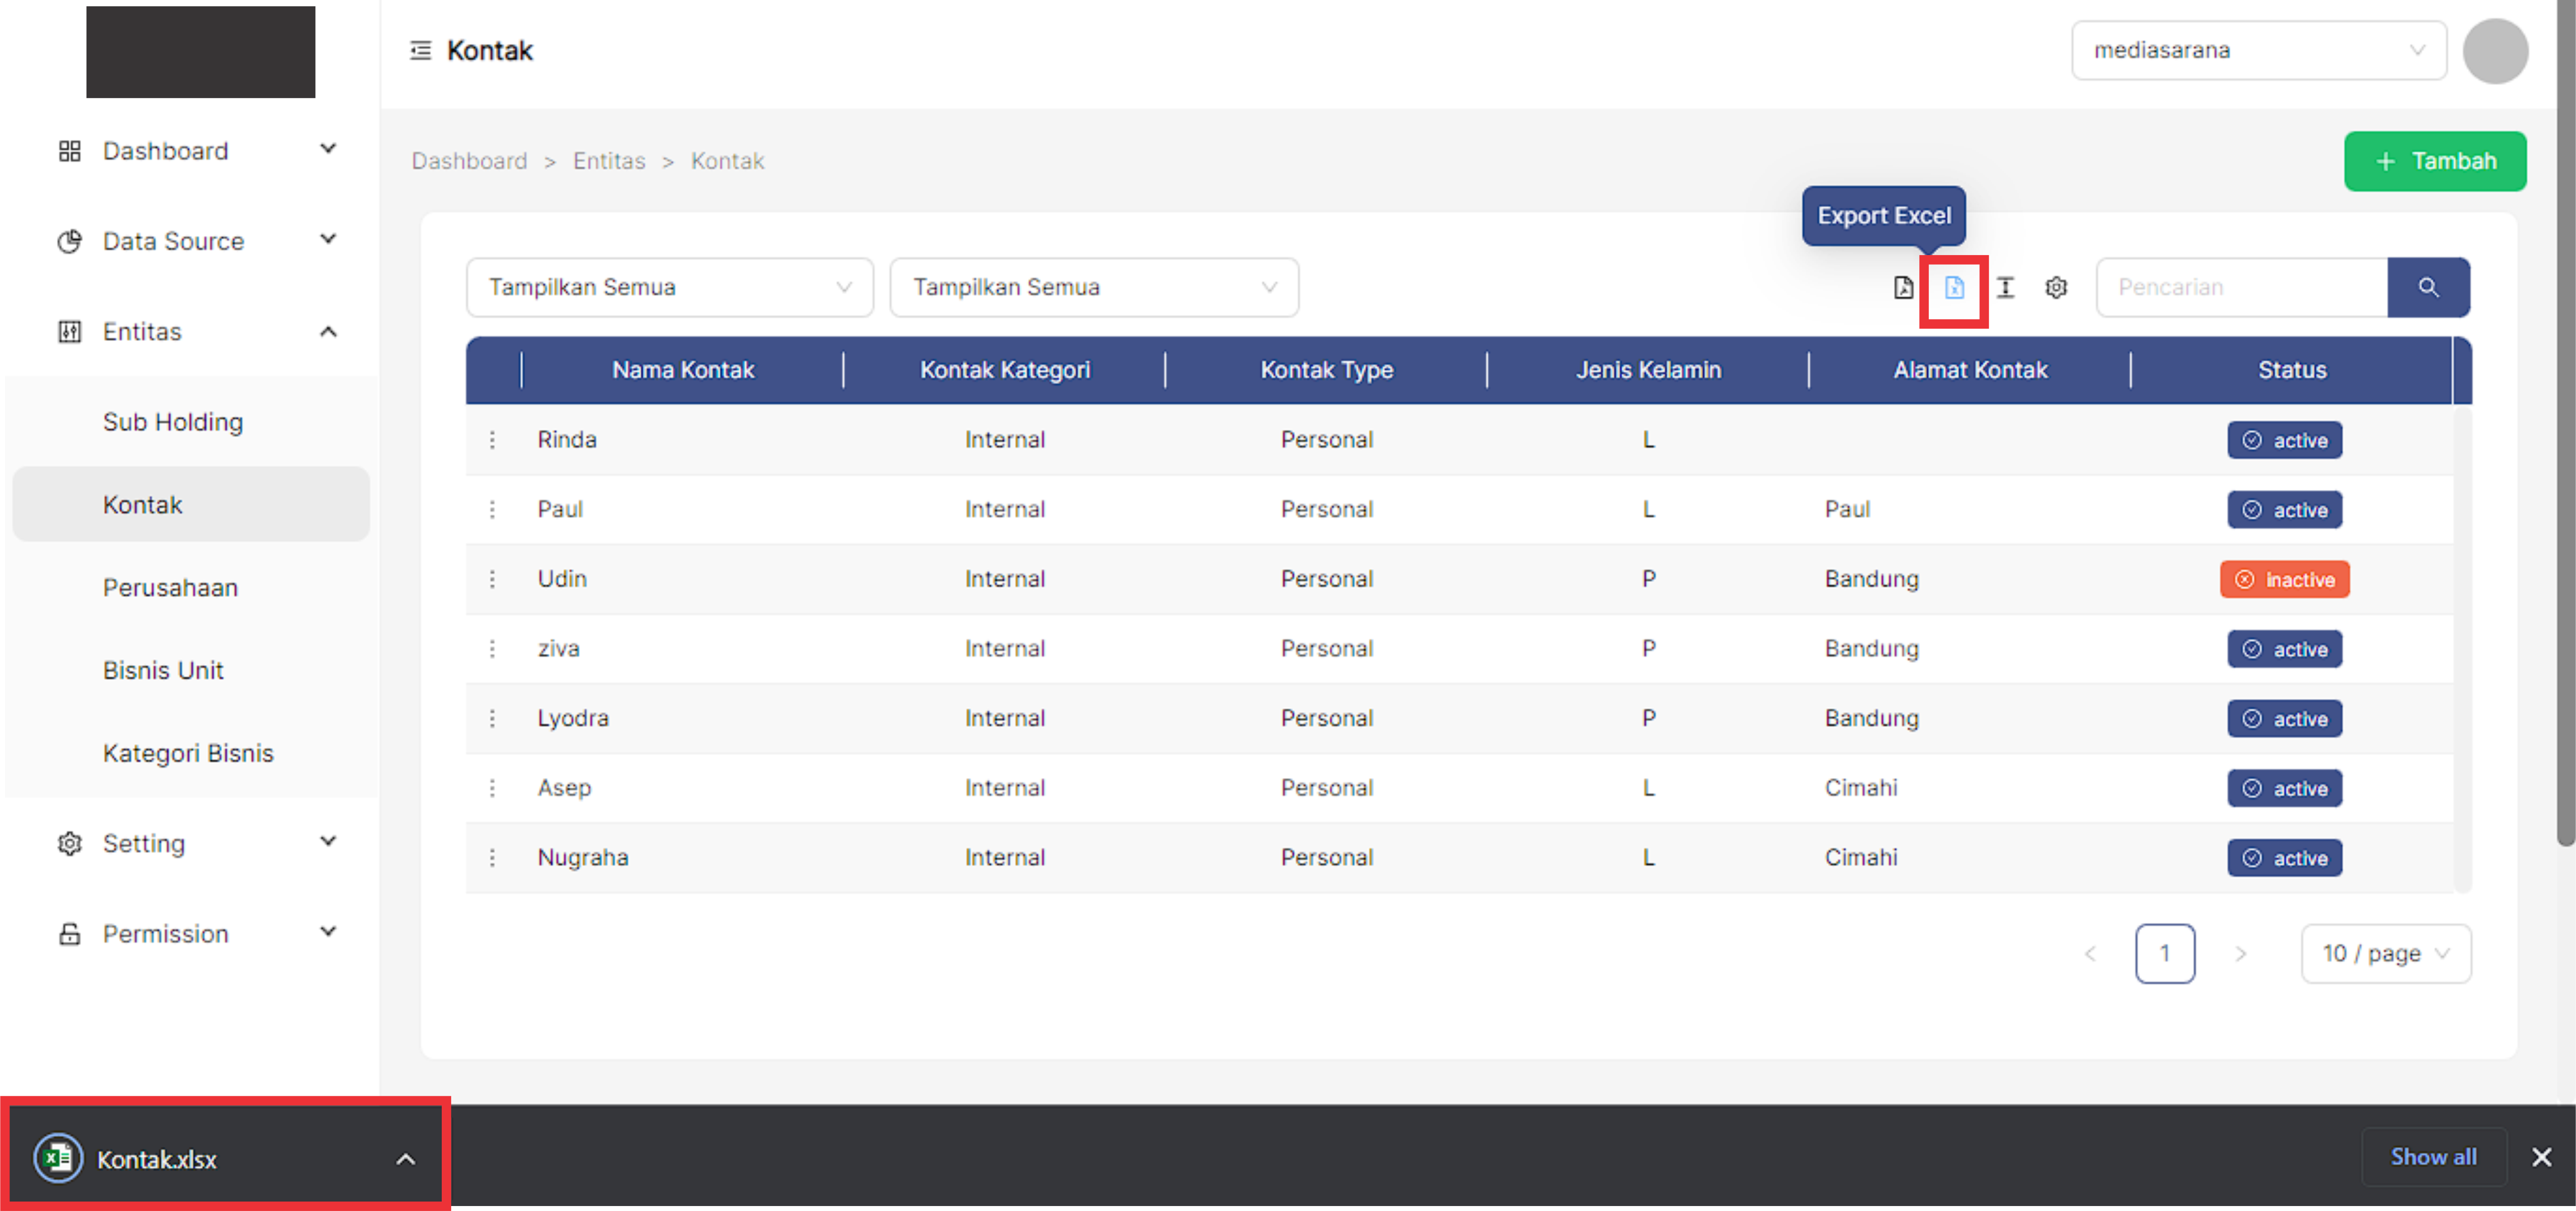 Kontak
mediasarana
Dashboard
Data Source
Entitas
Sub Holding
Kontak
Perusahaan
Bisnis Unit
Kategori Bisnis
Setting
Permission
Dashboard > Entitas > Kontak
+ Tambah
Export Excel
Tampilkan Semua Tampilkan Semua Pencarian
Nama Kontak Kontak Kategori Kontak Type Jenis Kelamin Alamat Kontak Status
Rinda Internal Personal L active
Paul Internal Personal L Paul active
Udin Internal Personal P Bandung inactive
ziva Internal Personal P Bandung active
Lyodra Internal Personal P Bandung active
Asep Internal Personal L Cimahi active
Nugraha Internal Personal L Cimahi active
< 1 > 10 / page
Kontak.xlsx
Show all